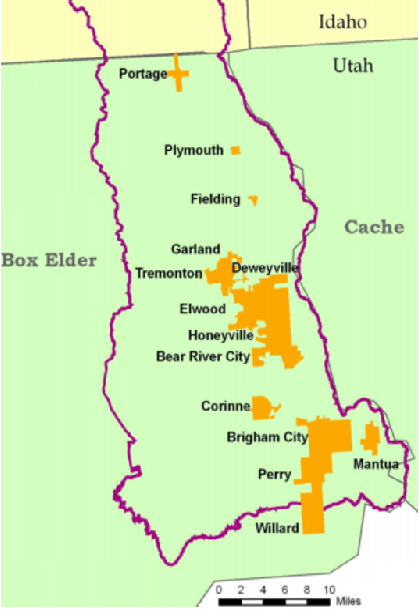 Idaho
Utah
Portage
Plymouth
Fielding
Cache
Garland
Box Elder
Tremonton
Deweyville
Elwood
Honeyville
Bear River City
Corinne
Brigham City
Mantua
Perry
Willard
0 2 4 6 8 10
Miles